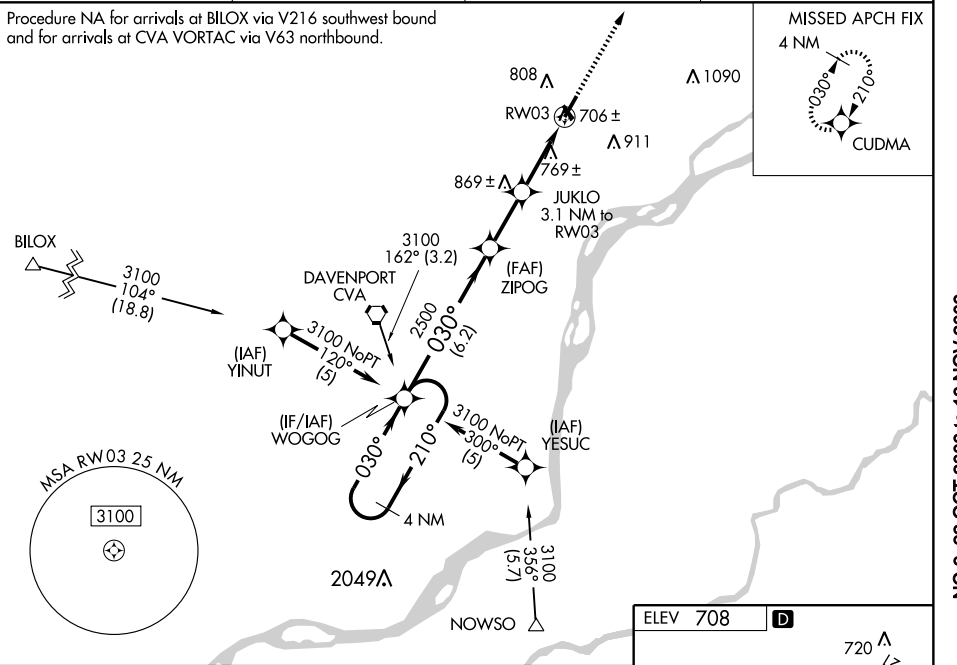 Procedure NA for arrivals at BILOX via V216 southwest bound
and for arrivals at CVA VORTAC via V63 northbound.
MISSED APCH FIX
4 NM
030°
210°
CUDMA
808
1090
RW03
706 ±
911
769 ±
869 ±
JUKLO
3.1 NM to
RW03
BILOX
3100
104°
(18.8)
3100
162° (3.2)
DAVENPORT
CVA
(FAF)
ZIPOG
2500
030°
(6.2)
(IAF)
YINUT
3100 NoPT
120°
(5)
(IF/IAF)
WOGOG
3100 NoPT
300°
(5)
(IAF)
YESUC
030°
210°
4 NM
MSA RW03 25 NM
3100
2049
3100
356°
(5.7)
NOWSO
ELEV 708
D
720